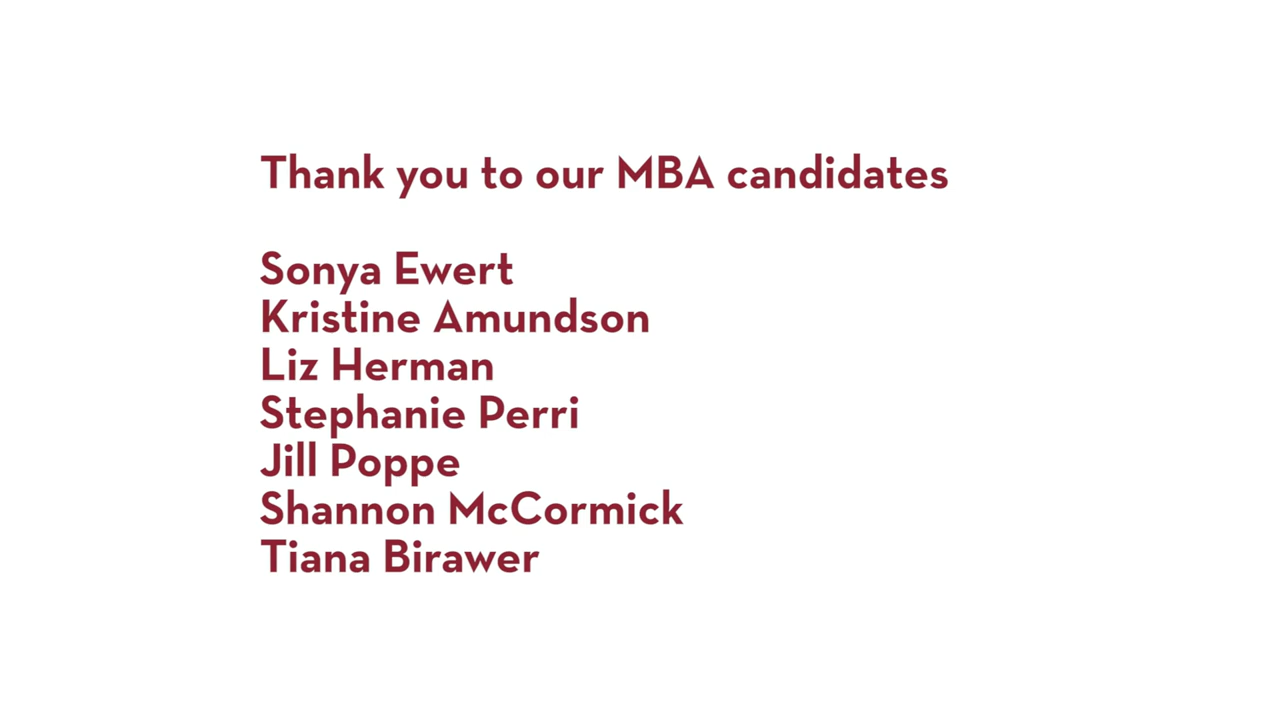 Thank you to our MBA candidates
Sonya Ewert
Kristine Amundson
Liz Herman
Stephanie Perri
Jill Poppe
Shannon McCormick
Tiana Birawer